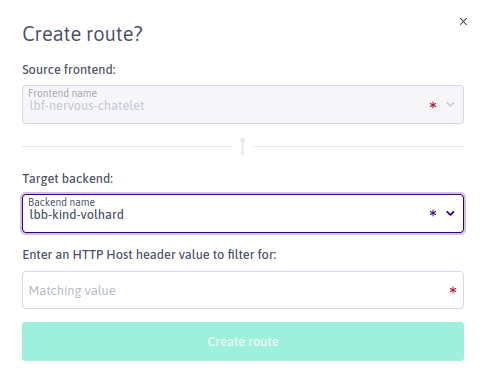 Create route?
Source frontend:
Frontend name
lbf-nervous-chatelet *
Target backend:
Backend name
lbb-kind-volhard *
Enter an HTTP Host header value to filter for:
Matching value *
Create route